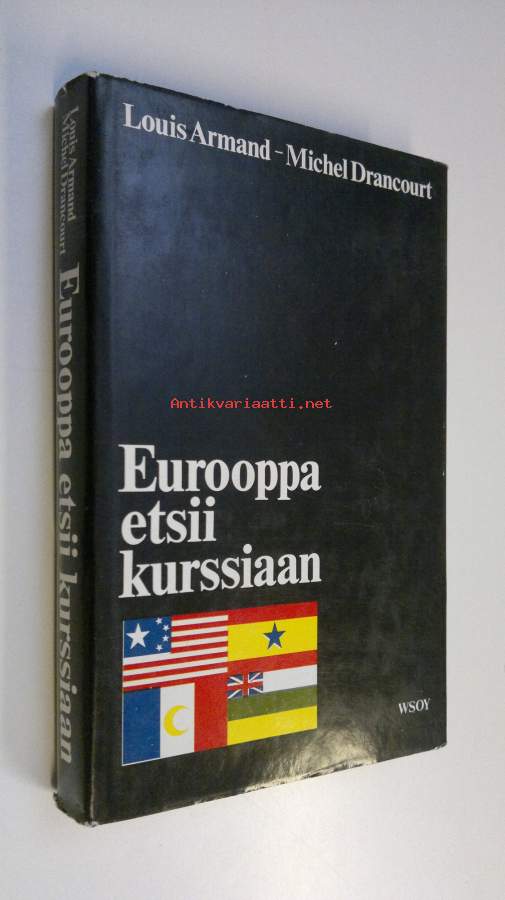 Louis Armand – Michel Drancourt
Antikvariaatti.net
Eurooppa
etsii
kurssiaan
WSOY
Louis Armand
Michel Drancourt
Eurooppa etsii kurssiaan